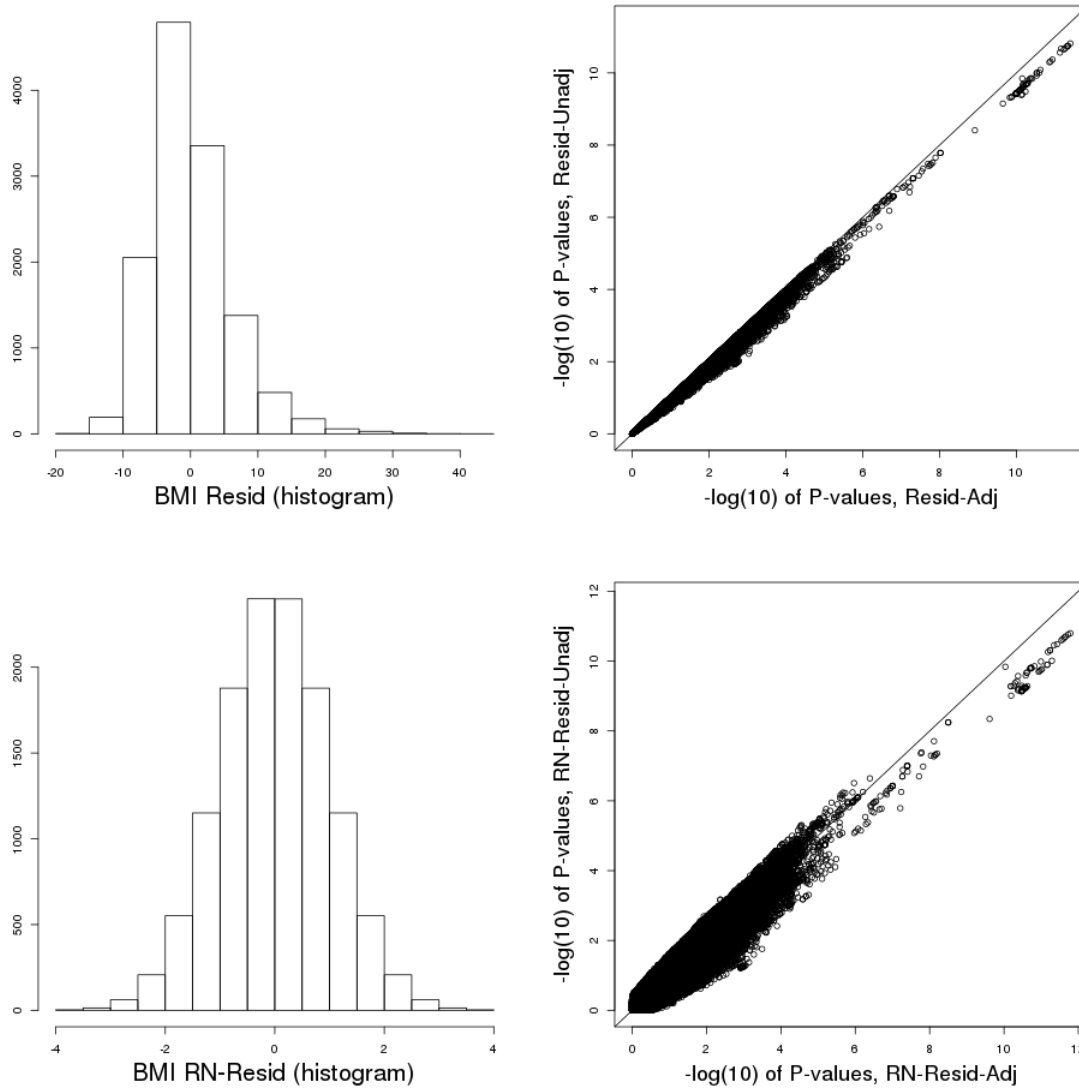 4000
3000
2000
1000
0
-20 -10 0 10 20 30 40
BMI Resid (histogram)
-log(10) of P-values, Resid-Unadj
10
8
6
4
2
0
0 2 4 6 8 10
-log(10) of P-values, Resid-Adj
2000
1500
1000
500
0
-4 -2 0 2 4
BMI RN-Resid (histogram)
-log(10) of P-values, RN-Resid-Unadj
12
10
8
6
4
2
0
0 2 4 6 8 10 12
-log(10) of P-values, RN-Resid-Adj